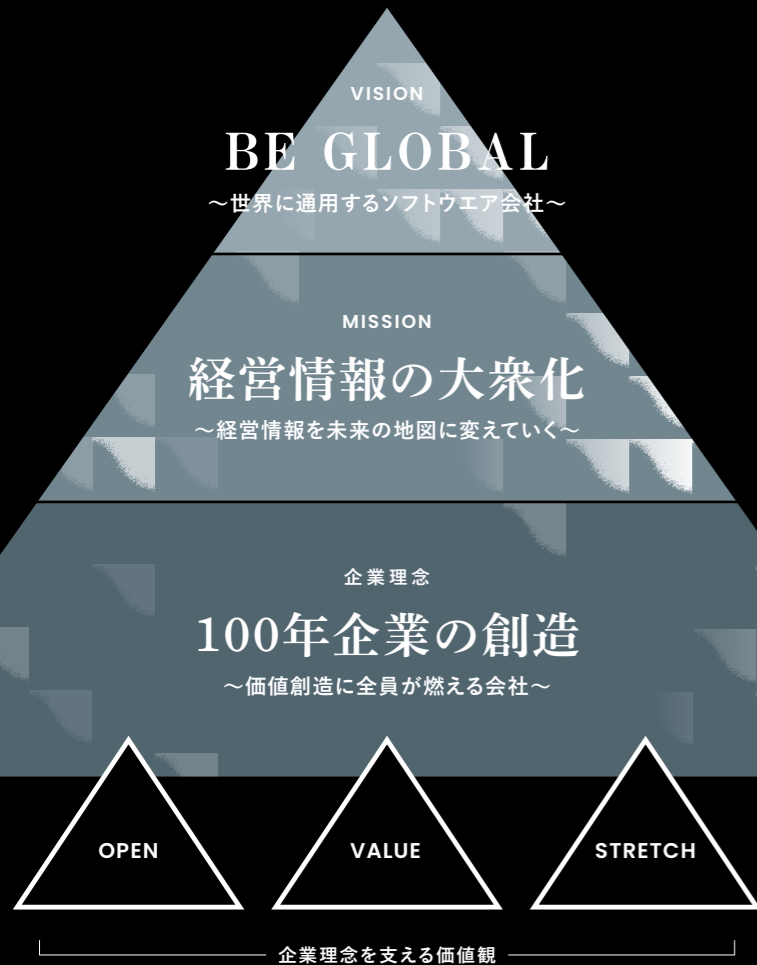 VISION
BE GLOBAL
～世界に通用するソフトウエア会社～
MISSION
経営情報の大衆化
～経営情報を未来の地図に変えていく～
企業理念
100年企業の創造
～価値創造に全員が燃える会社～
OPEN
VALUE
STRETCH
企業理念を支える価値観